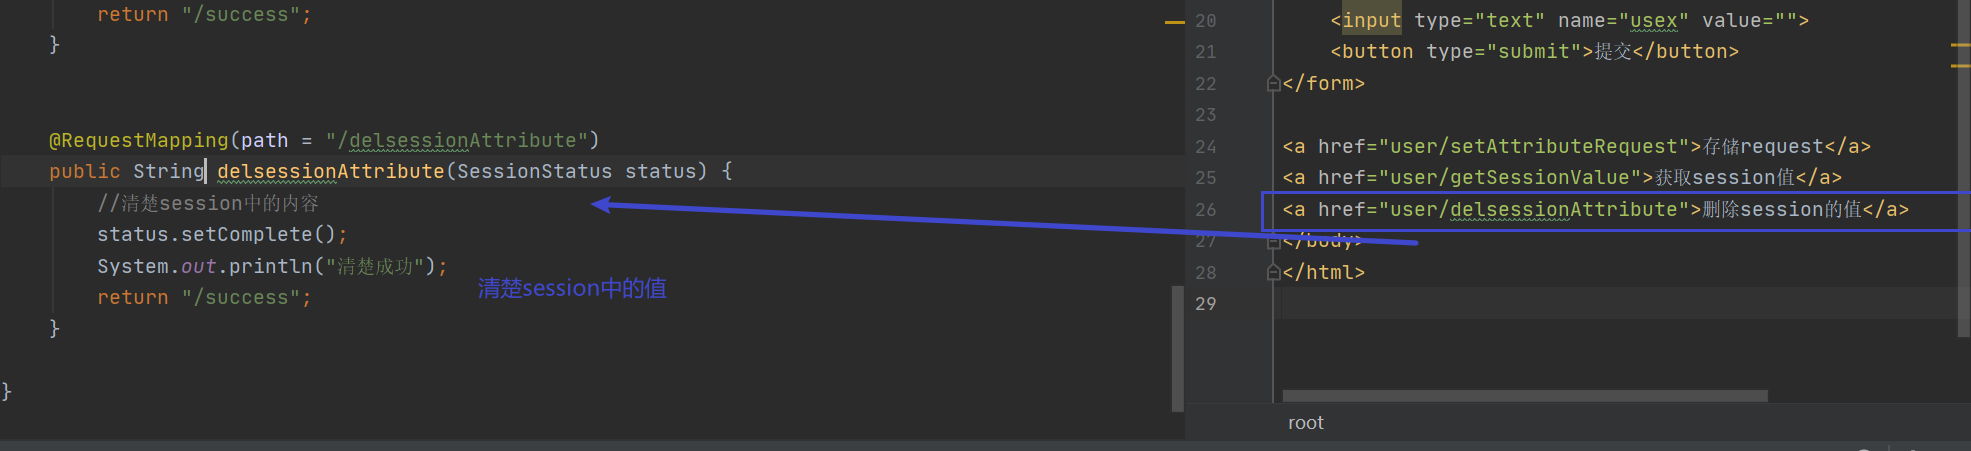 return "/success";
}
@RequestMapping(path = "/delsessionAttribute")
public String delsessionAttribute(SessionStatus status) {
//清楚session中的内容
status.setComplete();
System.out.println("清楚成功");
return "/success";
}
}
清楚session中的值
20 <input type="text" name="usex" value="">
21 <button type="submit">提交</button>
22 </form>
23
24 <a href="user/setAttributeRequest">存储request</a>
25 <a href="user/getSessionValue">获取session值</a>
26 <a href="user/delsessionAttribute">删除session的值</a>
27 </body>
28 </html>
29
root